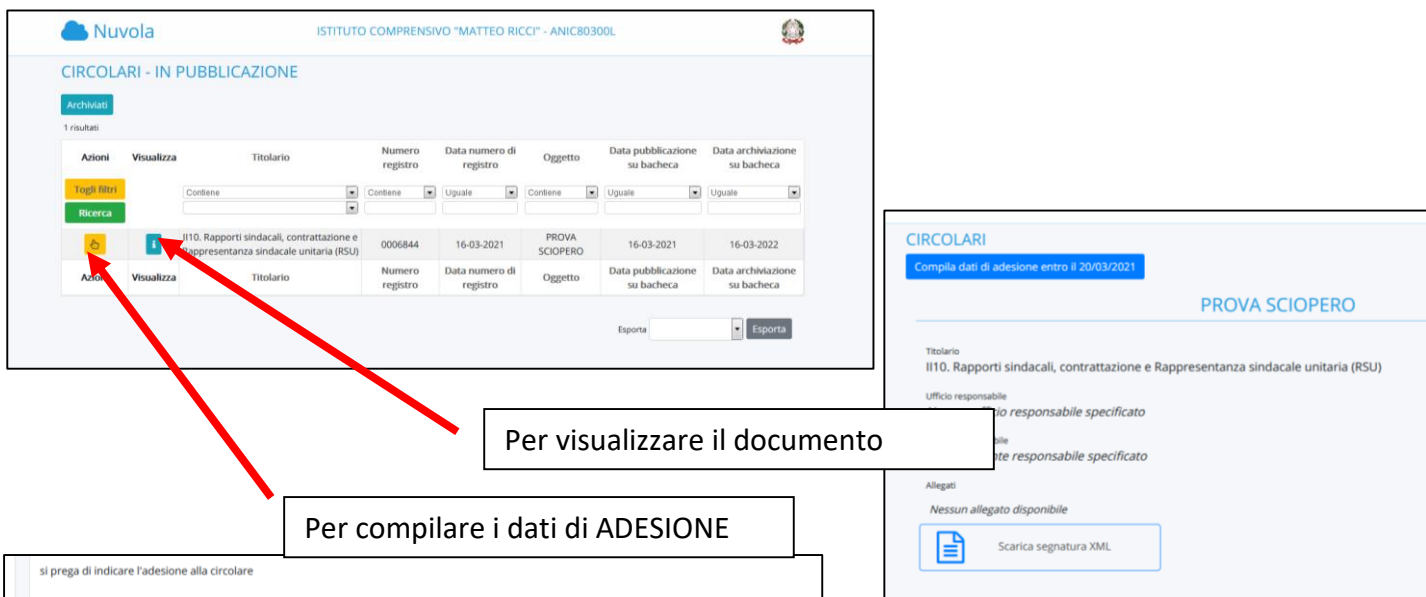 Nuvola
ISTITUTO COMPRENSIVO "MATTEO RICCI" - ANIC80300L
CIRCOLARI - IN PUBBLICAZIONE
Archiviati
1 risultati
Azioni Visualizza Titolario Numero registro Data numero di registro Oggetto Data pubblicazione su bacheca Data archiviazione su bacheca
Togli filtri Contiene Contiene Uguale Contiene Uguale Uguale
Ricerca
II10. Rapporti sindacali, contrattazione e Rappresentanza sindacale unitaria (RSU) 0006844 16-03-2021 PROVA SCIOPERO 16-03-2021 16-03-2022
Visualizza Titolario Numero registro Data numero di registro Oggetto Data pubblicazione su bacheca Data archiviazione su bacheca
Esporta Esporta
Per visualizzare il documento
Per compilare i dati di ADESIONE
si prega di indicare l'adesione alla circolare
CIRCOLARI
Compila dati di adesione entro il 20/03/2021
PROVA SCIOPERO
Titolario
II10. Rapporti sindacali, contrattazione e Rappresentanza sindacale unitaria (RSU)
Ufficio responsabile
responsabile specificato
responsabile specificato
Allegati
Nessun allegato disponibile
Scarica segnatura XML